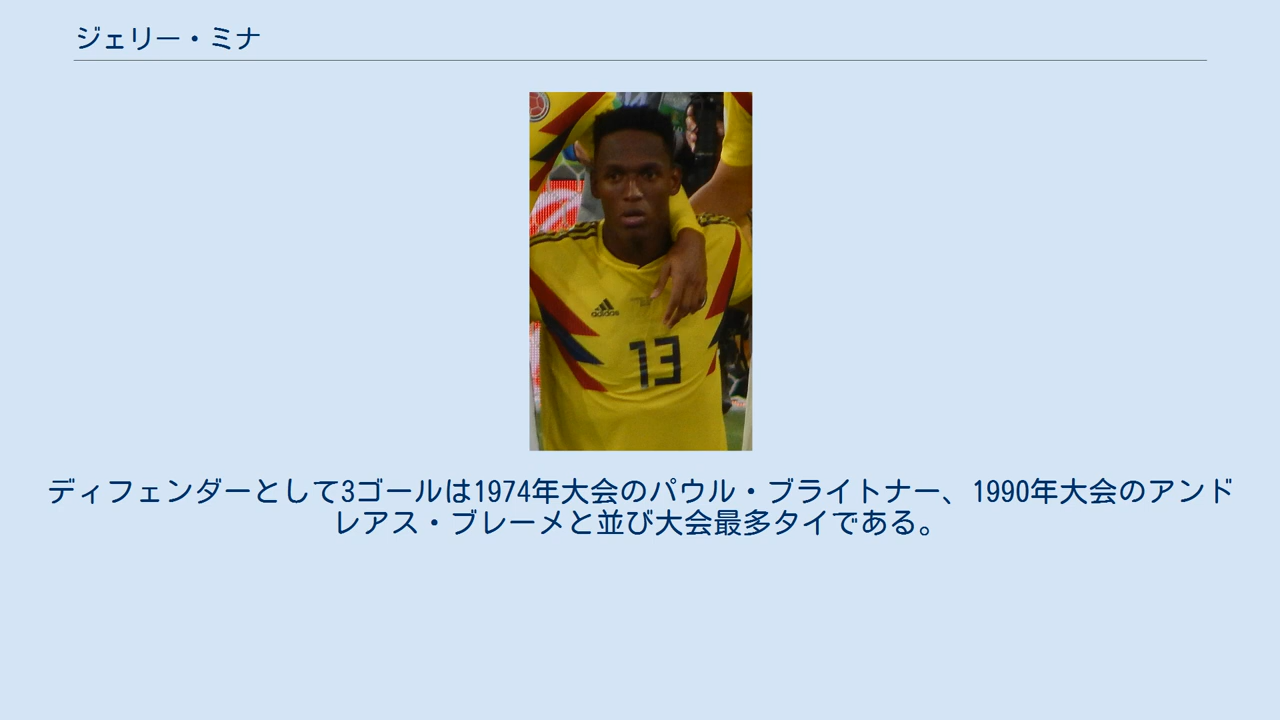 ジェリー・ミナ
adidas
13
ディフェンダーとして3ゴールは1974年大会のパウル・ブライトナー、1990年大会のアンド
レアス・ブレーメと並び大会最多タイである。